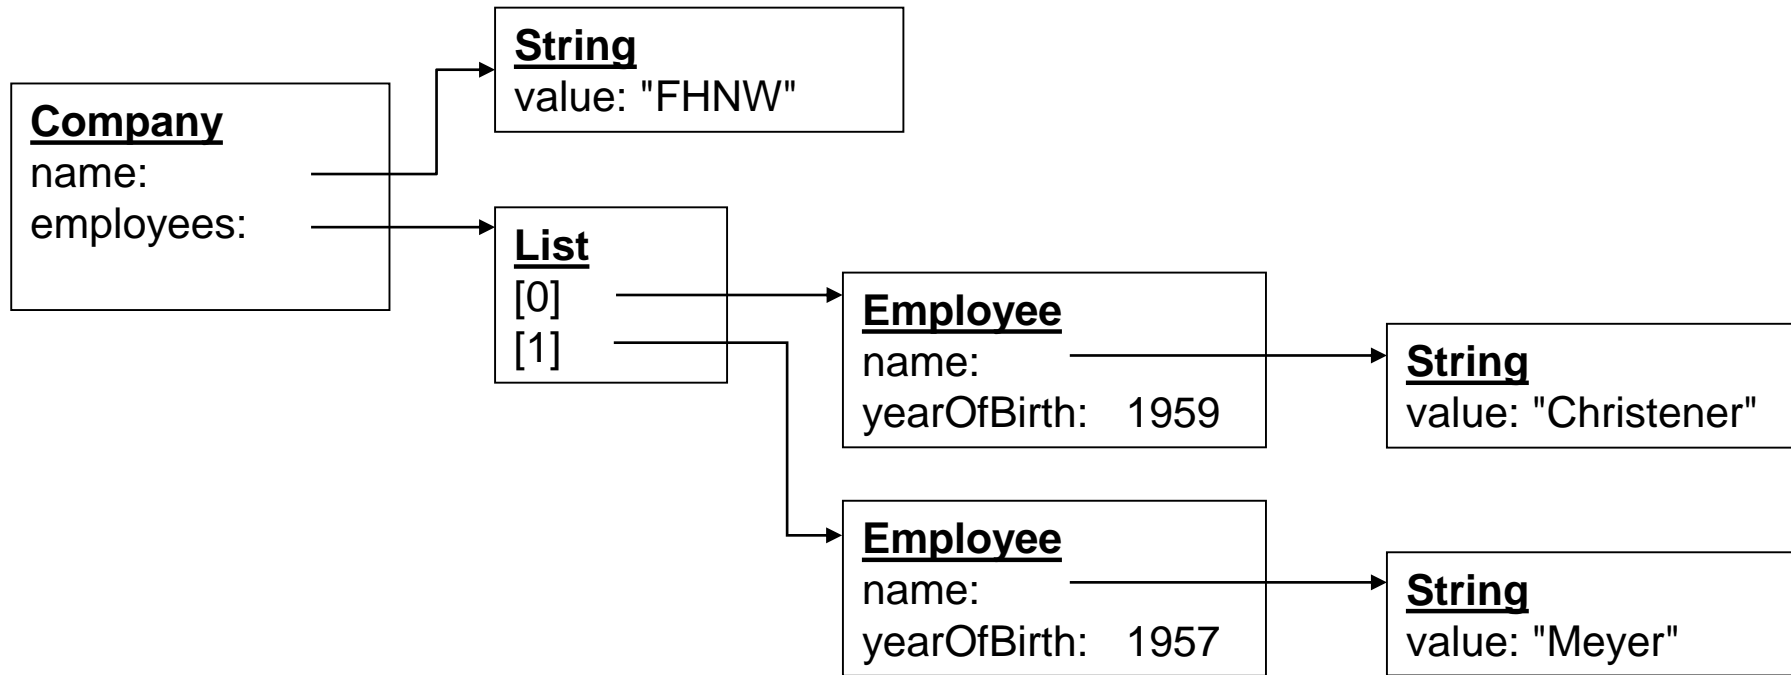 String
value: "FHNW"
Company
name:
employees:
List
[0]
[1]
Employee
name:
yearOfBirth: 1959
String
value: "Christener"
Employee
name:
yearOfBirth: 1957
String
value: "Meyer"